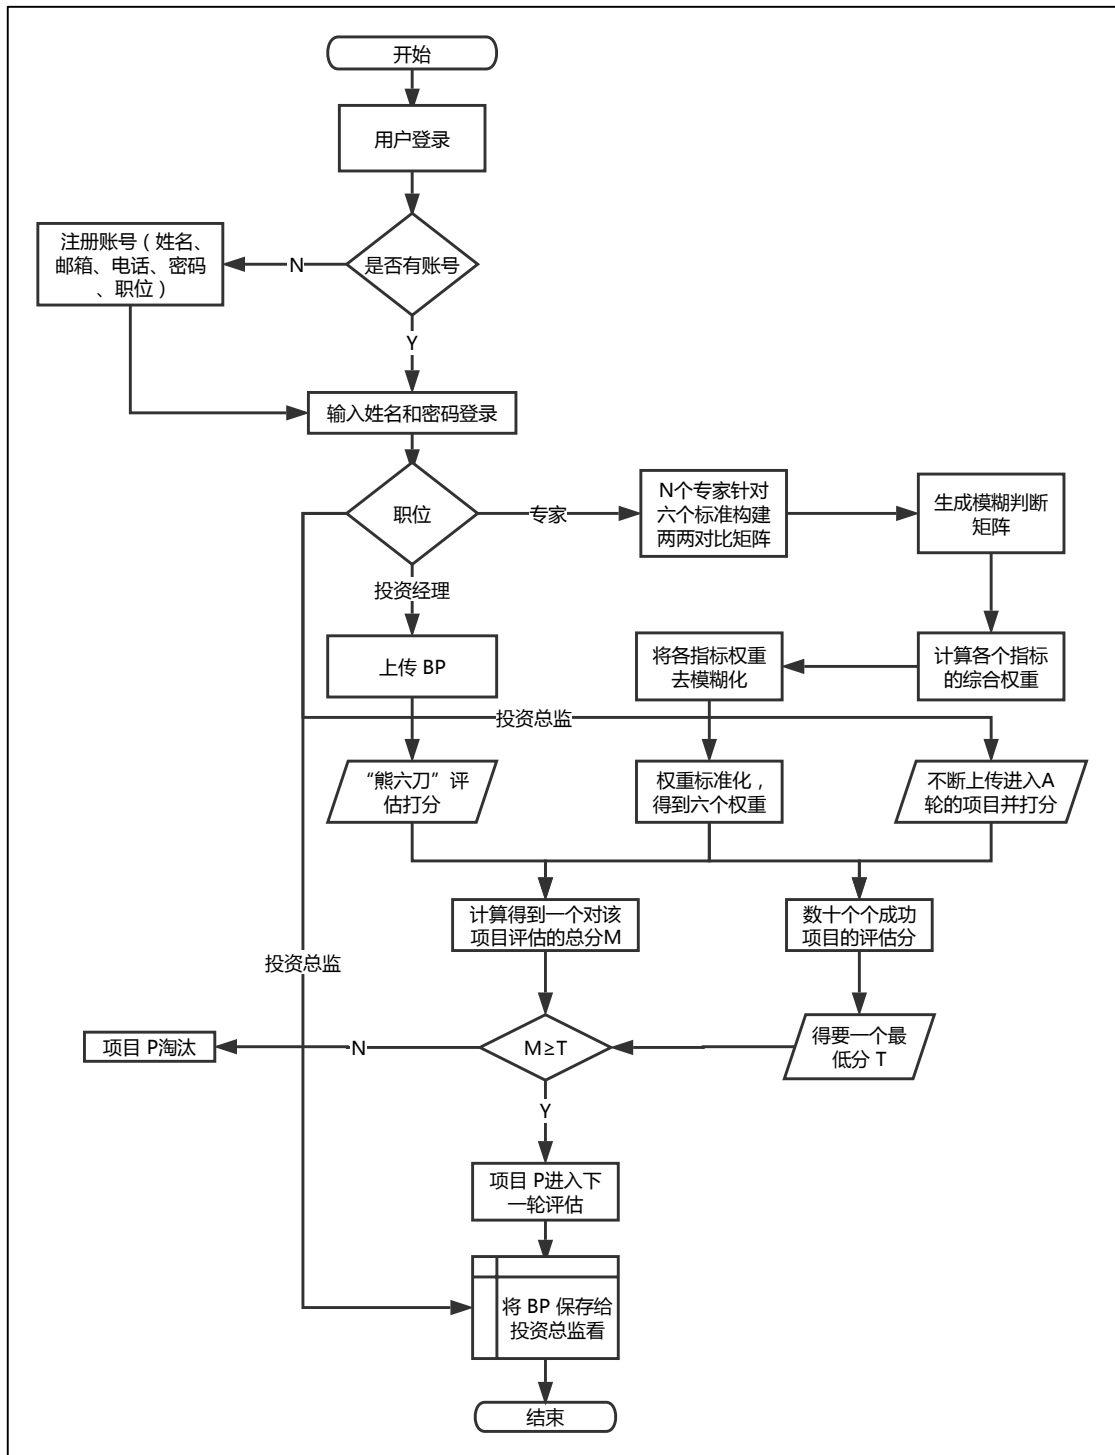 开始
用户登录
注册账号（姓名、
邮箱、电话、密码
、职位）
N
是否有账号
Y
输入姓名和密码登录
职位
专家
N个专家针对
六个标准构建
两两对比矩阵
生成模糊判断
矩阵
投资经理
上传 BP
将各指标权重
去模糊化
计算各个指标
的综合权重
投资总监
“熊六刀”评
估打分
权重标准化，
得到六个权重
不断上传进入A
轮的项目并打分
计算得到一个对该
项目评估的总分M
数十个个成功
项目的评估分
投资总监
项目 P淘汰
N
M≥T
得要一个最
低分 T
Y
项目 P进入下
一轮评估
将 BP 保存给
投资总监看
结束